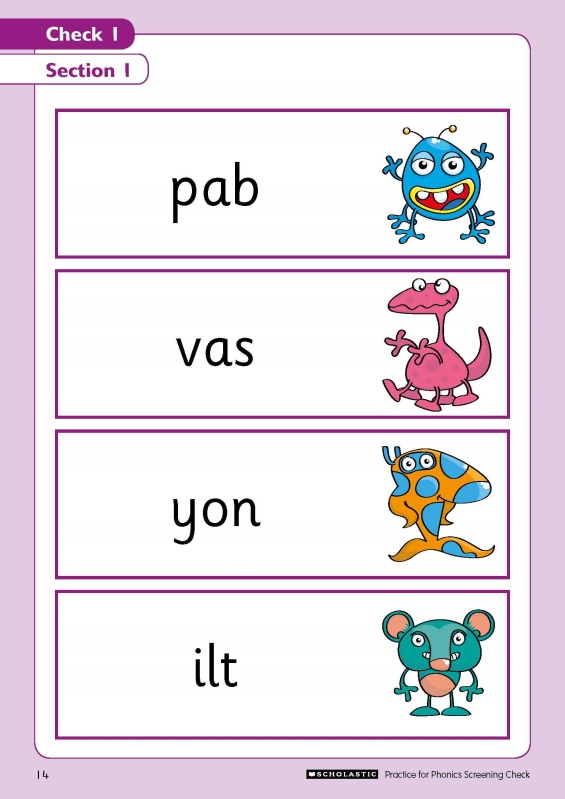 Check 1
Section 1
pab
vas
yon
ilt
14
SCHOLASTIC Practice for Phonics Screening Check